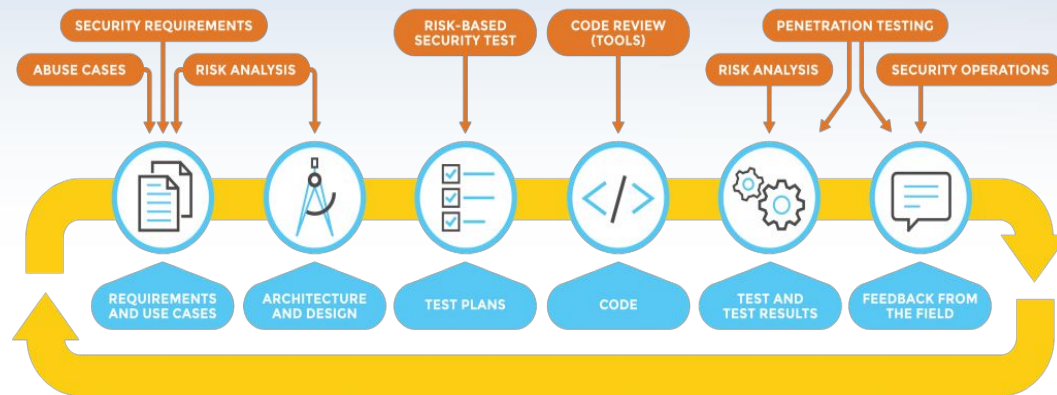 SECURITY REQUIREMENTS
ABUSE CASES
RISK ANALYSIS
RISK-BASED
SECURITY TEST
CODE REVIEW
(TOOLS)
PENETRATION TESTING
RISK ANALYSIS
SECURITY OPERATIONS
</>
REQUIREMENTS
AND USE CASES
ARCHITECTURE
AND DESIGN
TEST PLANS
CODE
TEST AND
TEST RESULTS
FEEDBACK FROM
THE FIELD